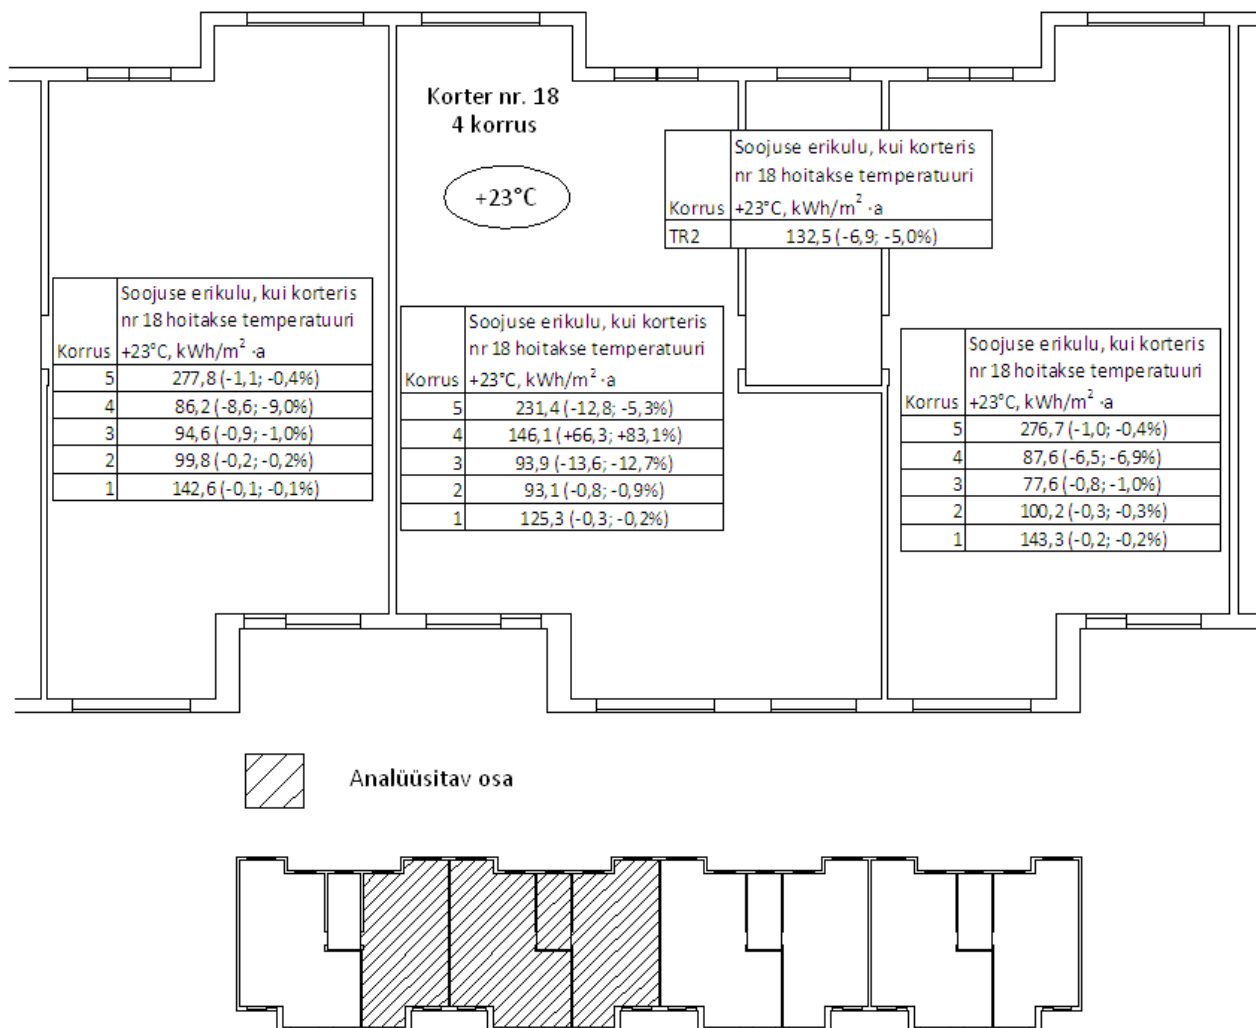 Korter nr. 18
4 korrus
+23°C
Soojuse erikulu, kui korteris
nr 18 hoitakse temperatuuri
Korrus +23°C, kWh/m² ·a
TR2 132,5 (-6,9; -5,0%)
Soojuse erikulu, kui korteris
nr 18 hoitakse temperatuuri
Korrus +23°C, kWh/m² ·a
5 277,8 (-1,1; -0,4%)
4 86,2 (-8,6; -9,0%)
3 94,6 (-0,9; -1,0%)
2 99,8 (-0,2; -0,2%)
1 142,6 (-0,1; -0,1%)
Soojuse erikulu, kui korteris
nr 18 hoitakse temperatuuri
Korrus +23°C, kWh/m² ·a
5 231,4 (-12,8; -5,3%)
4 146,1 (+66,3; +83,1%)
3 93,9 (-13,6; -12,7%)
2 93,1 (-0,8; -0,9%)
1 125,3 (-0,3; -0,2%)
Soojuse erikulu, kui korteris
nr 18 hoitakse temperatuuri
Korrus +23°C, kWh/m² ·a
5 276,7 (-1,0; -0,4%)
4 87,6 (-6,5; -6,9%)
3 77,6 (-0,8; -1,0%)
2 100,2 (-0,3; -0,3%)
1 143,3 (-0,2; -0,2%)
Analüüsitav osa